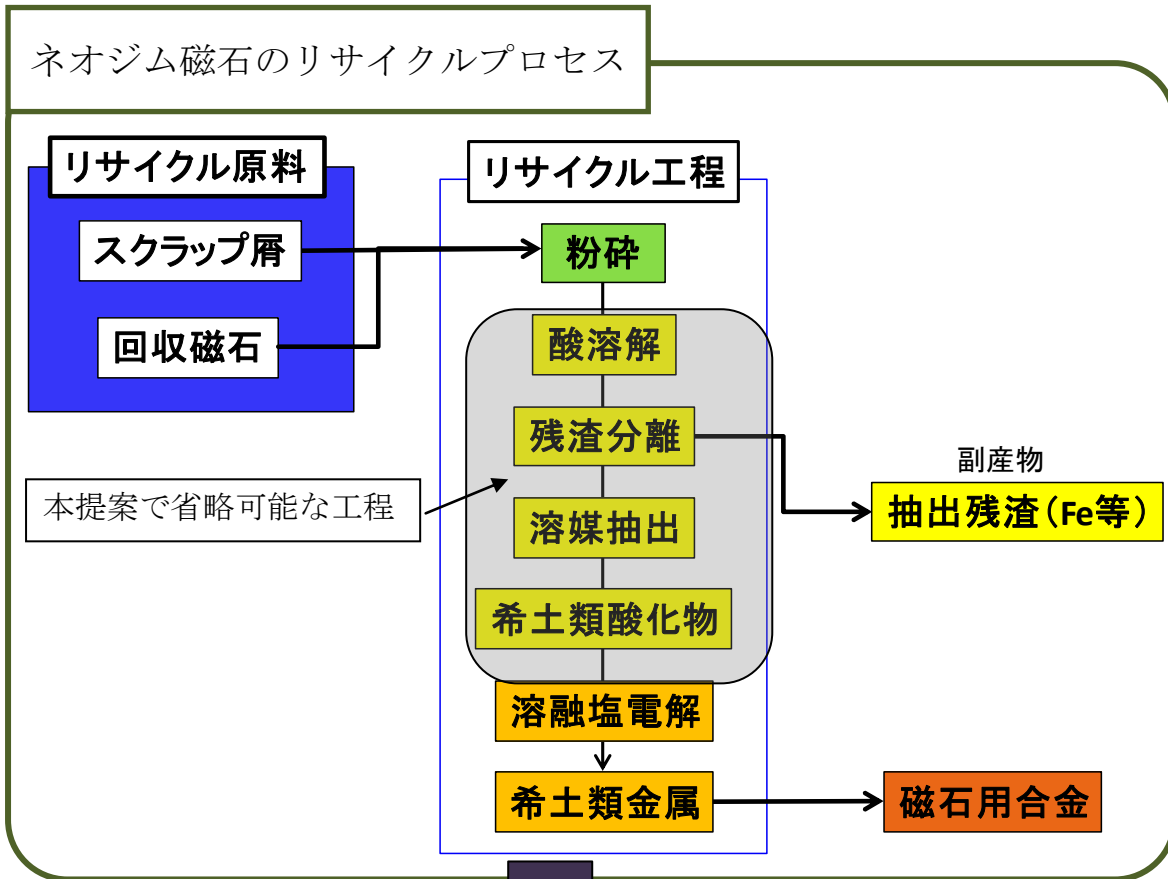 ネオジム磁石のリサイクルプロセス
リサイクル原料
スクラップ屑
回収磁石
リサイクル工程
粉砕
酸溶解
残渣分離
溶媒抽出
希土類酸化物
溶融塩電解
希土類金属
本提案で省略可能な工程
副産物
抽出残渣（Fe等）
磁石用合金